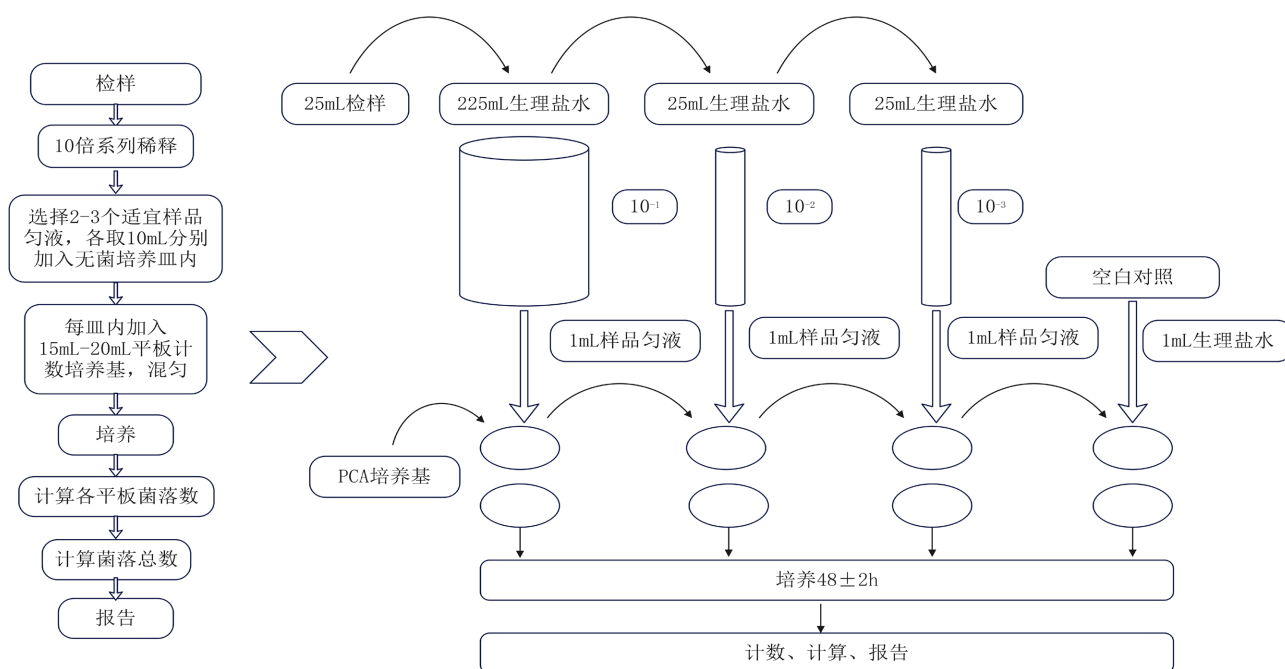 检样
10倍系列稀释
选择2-3个适宜样品
匀液，各取10mL分别
加入无菌培养皿内
每皿内加入
15mL-20mL平板计
数培养基，混匀
培养
计算各平板菌落数
计算菌落总数
报告
25mL检样
225mL生理盐水
25mL生理盐水
25mL生理盐水
10⁻¹
10⁻²
10⁻³
空白对照
1mL样品匀液
1mL样品匀液
1mL样品匀液
1mL生理盐水
PCA培养基
培养48±2h
计数、计算、报告